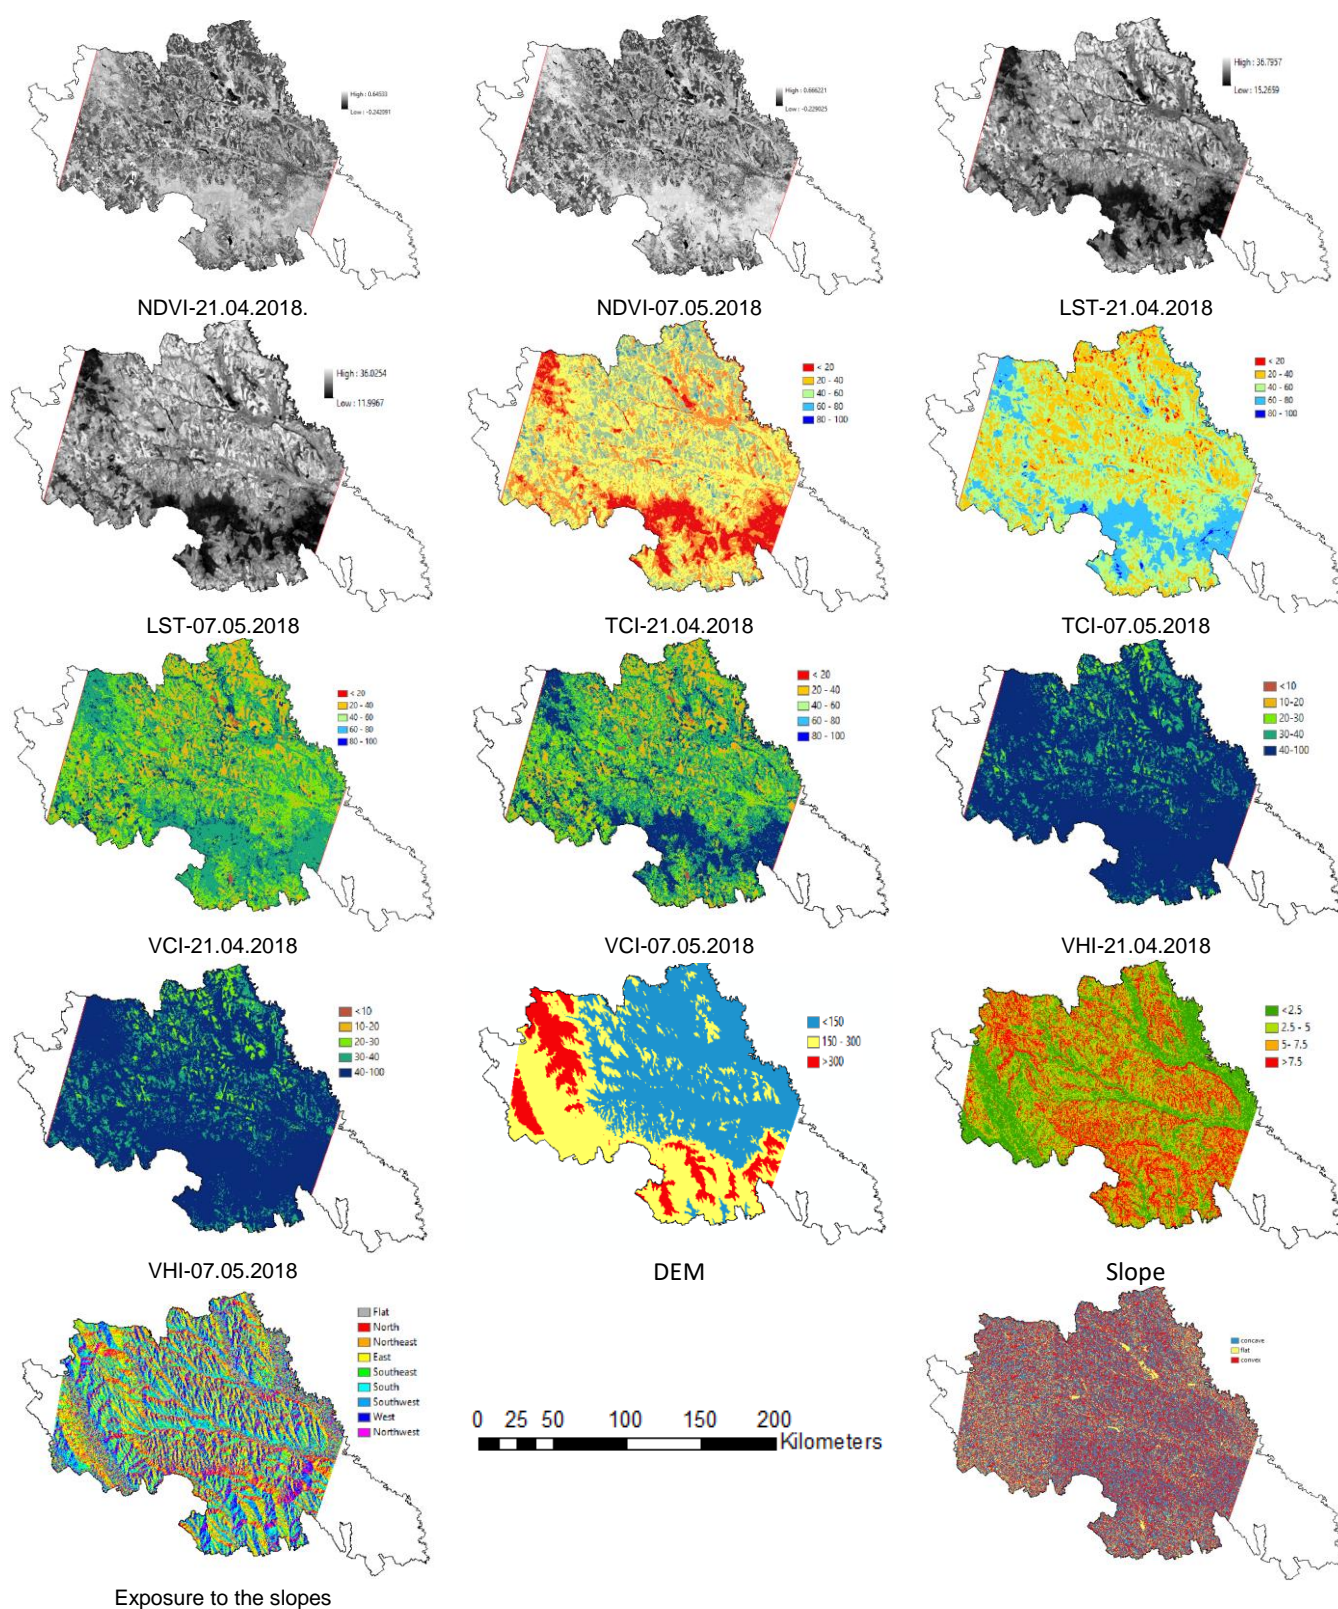 High : 0.64533
Low : -0.242091
High : 0.666221
Low : -0.229025
High : 36.7957
Low : 15.2659
NDVI-21.04.2018.
NDVI-07.05.2018
LST-21.04.2018
High : 36.0254
Low : 11.9967
< 20
20 - 40
40 - 60
60 - 80
80 - 100
< 20
20 - 40
40 - 60
60 - 80
80 - 100
LST-07.05.2018
TCI-21.04.2018
TCI-07.05.2018
< 20
20 - 40
40 - 60
60 - 80
80 - 100
< 20
20 - 40
40 - 60
60 - 80
80 - 100
<10
10-20
20-30
30-40
40-100
VCI-21.04.2018
VCI-07.05.2018
VHI-21.04.2018
<10
10-20
20-30
30-40
40-100
<150
150 - 300
>300
<2.5
2.5 - 5
5- 7.5
>7.5
VHI-07.05.2018
DEM
Slope
Flat
North
Northeast
East
Southeast
South
Southwest
West
Northwest
0 25 50 100 150 200
Kilometers
concave
flat
convex
Exposure to the slopes